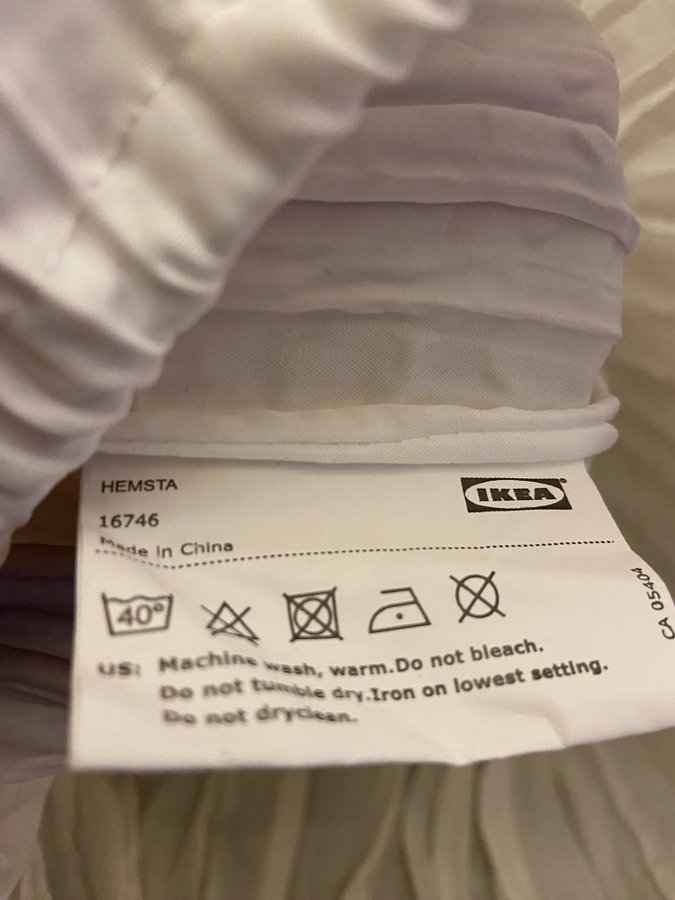 HEMSTA
IKEA
16746
Made in China
40°
CA 05404
US: Machine wash, warm.Do not bleach.
Do not tumble dry.Iron on lowest setting.
Do not dryclean.